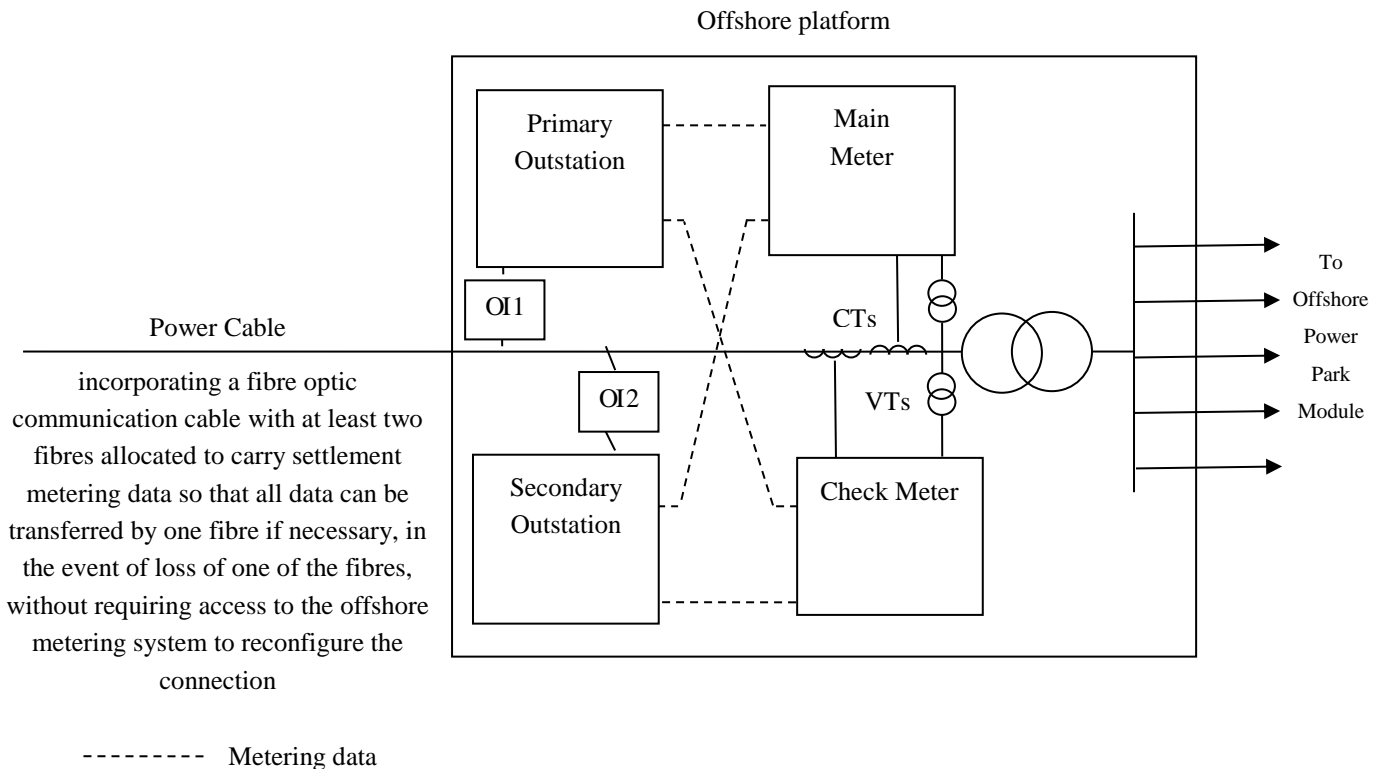 Offshore platform
Primary
Outstation
Main
Meter
OI1
CTs
To
Offshore
Power
Park
Module
Power Cable
incorporating a fibre optic
communication cable with at least two
fibres allocated to carry settlement
metering data so that all data can be
transferred by one fibre if necessary, in
the event of loss of one of the fibres,
without requiring access to the offshore
metering system to reconfigure the
connection
OI2
VTs
Secondary
Outstation
Check Meter
Metering data